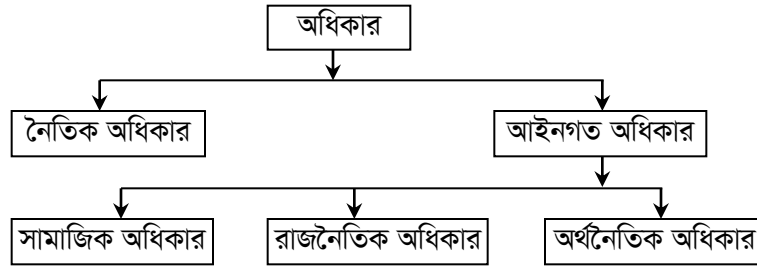 অধিকার
নৈতিক অধিকার
আইনগত অধিকার
সামাজিক অধিকার
রাজনৈতিক অধিকার
অর্থনৈতিক অধিকার